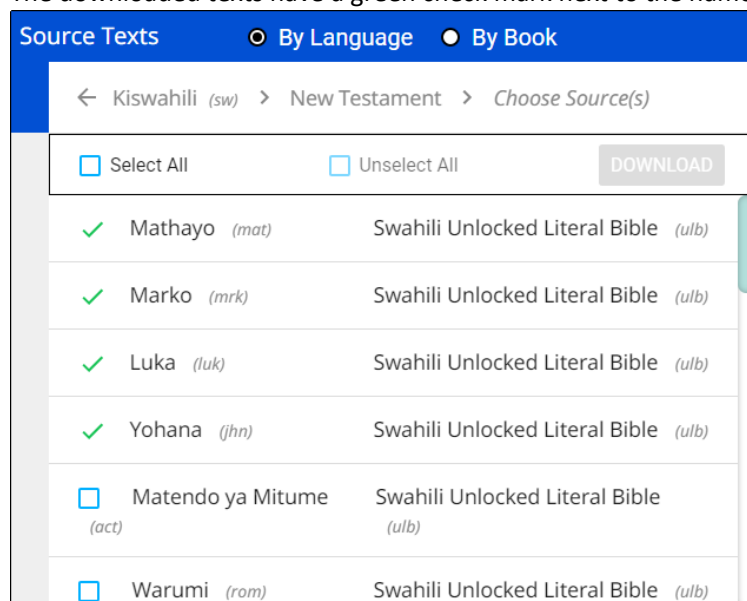 Source Texts By Language By Book
← Kiswahili (sw) > New Testament > Choose Source(s)
Select All Unselect All DOWNLOAD
Mathayo (mat) Swahili Unlocked Literal Bible (ulb)
Marko (mrk) Swahili Unlocked Literal Bible (ulb)
Luka (luk) Swahili Unlocked Literal Bible (ulb)
Yohana (jhn) Swahili Unlocked Literal Bible (ulb)
Matendo ya Mitume Swahili Unlocked Literal Bible
(act) (ulb)
Warumi (rom) Swahili Unlocked Literal Bible (ulb)